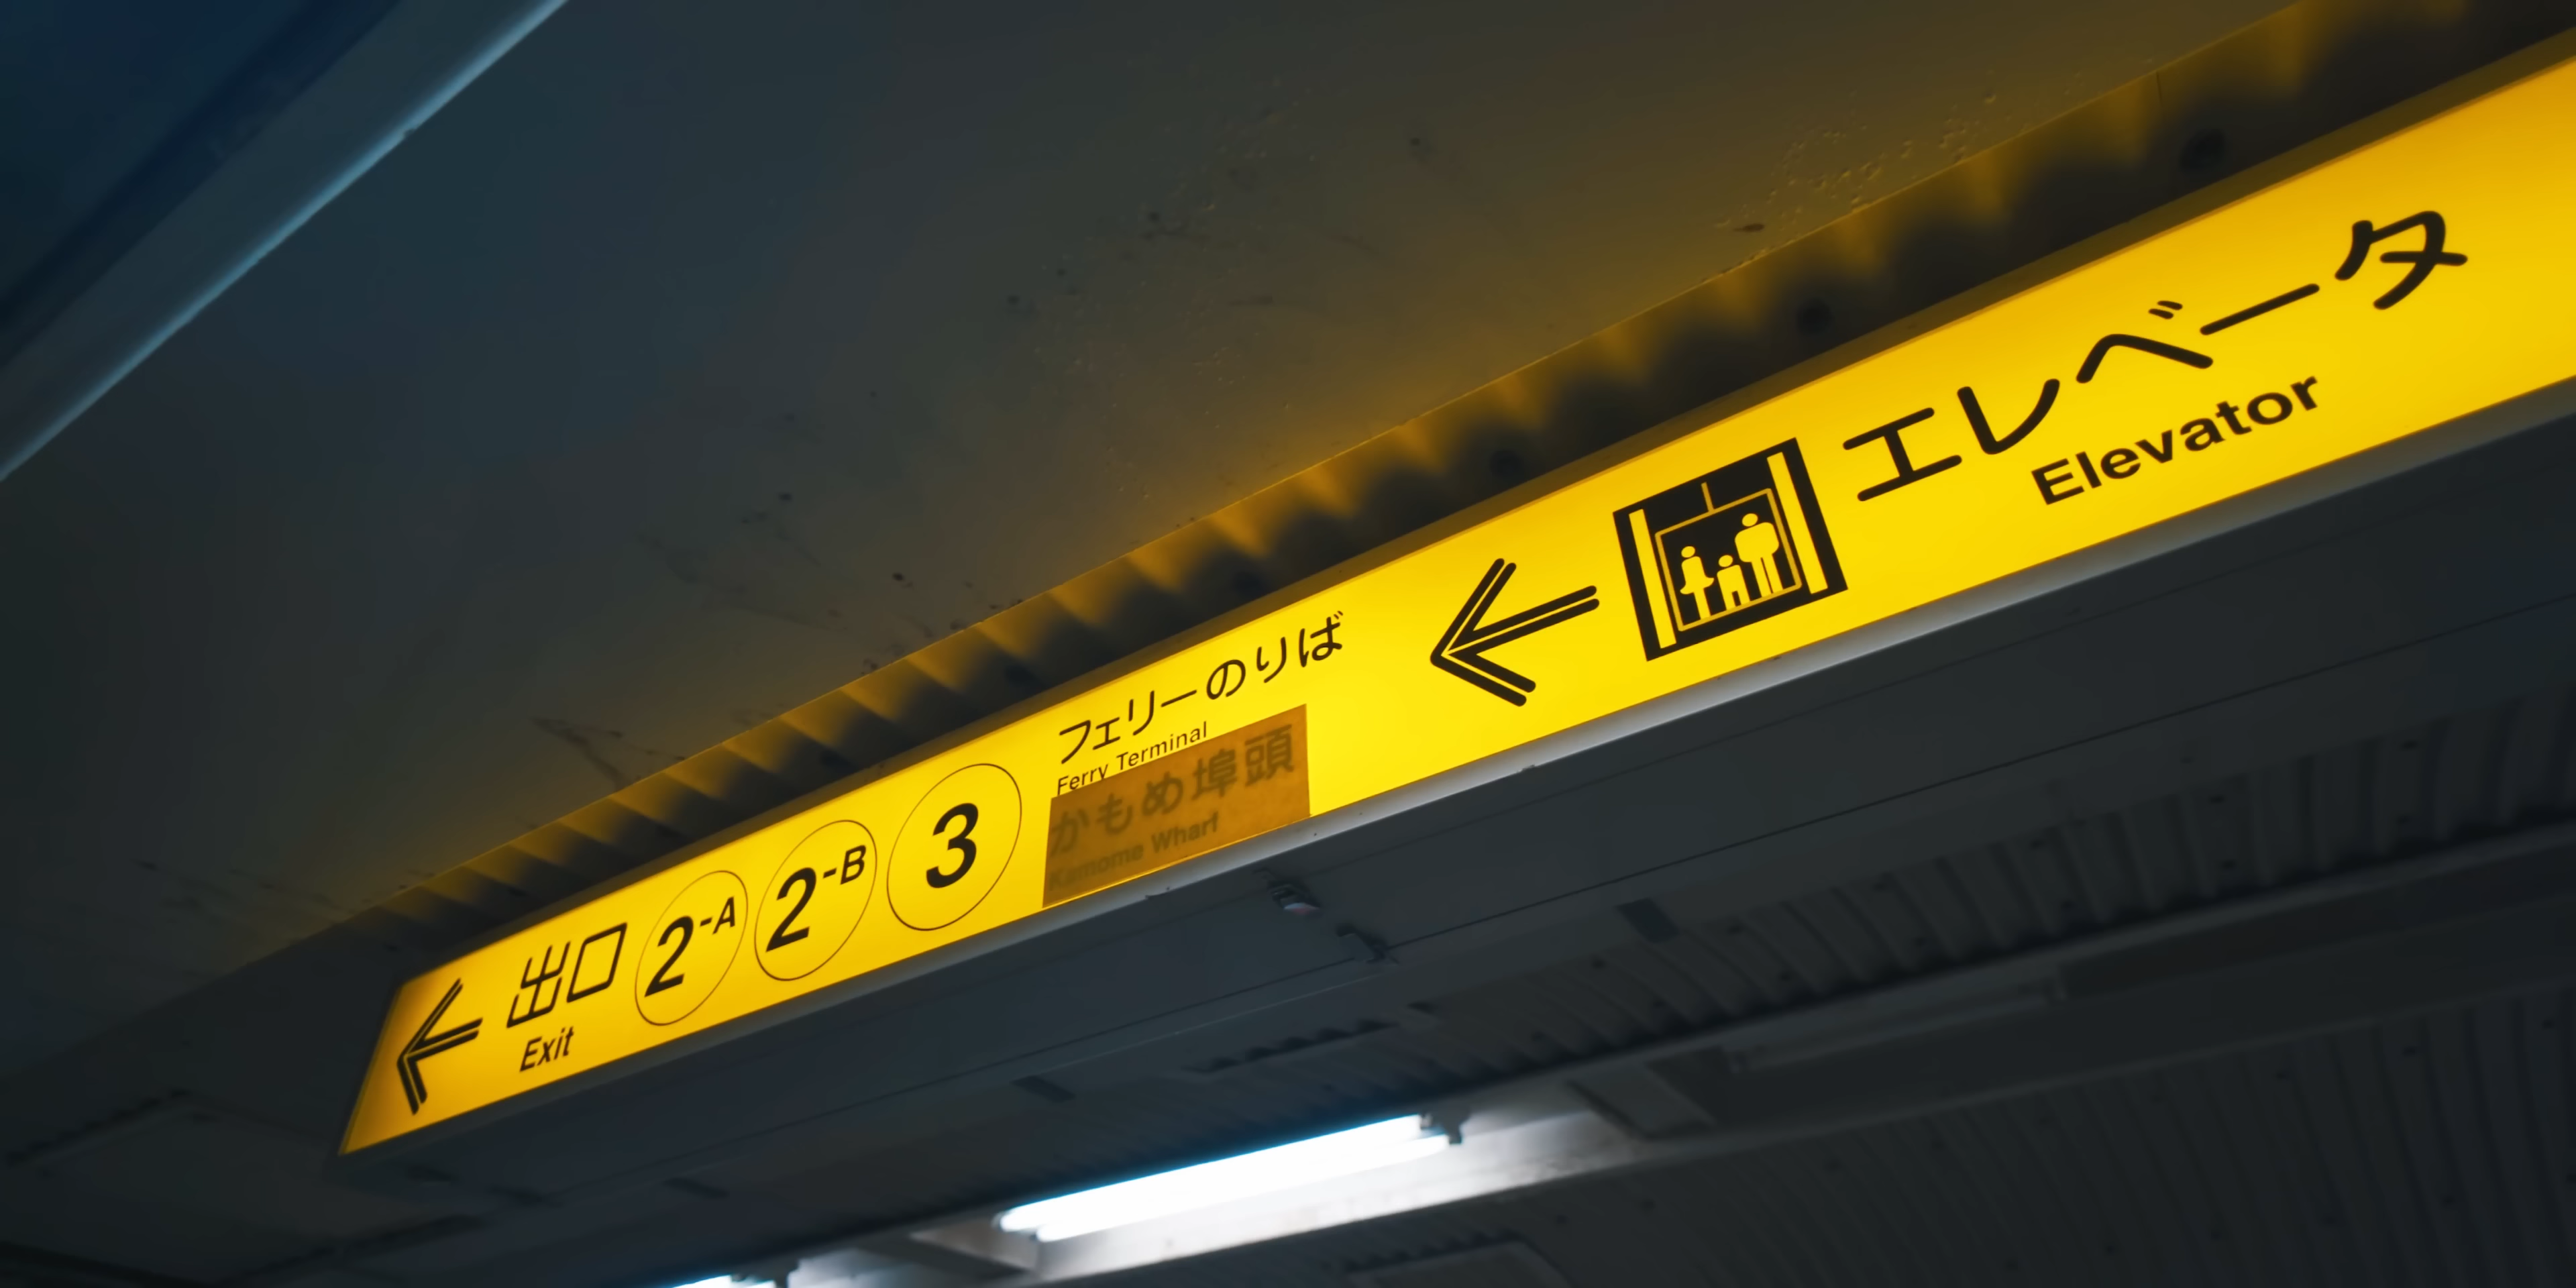 出口
Exit
2-A
2-B
3
フェリーのりば
Ferry Terminal
かもめ埠頭
Kamome Wharf
エレベータ
Elevator